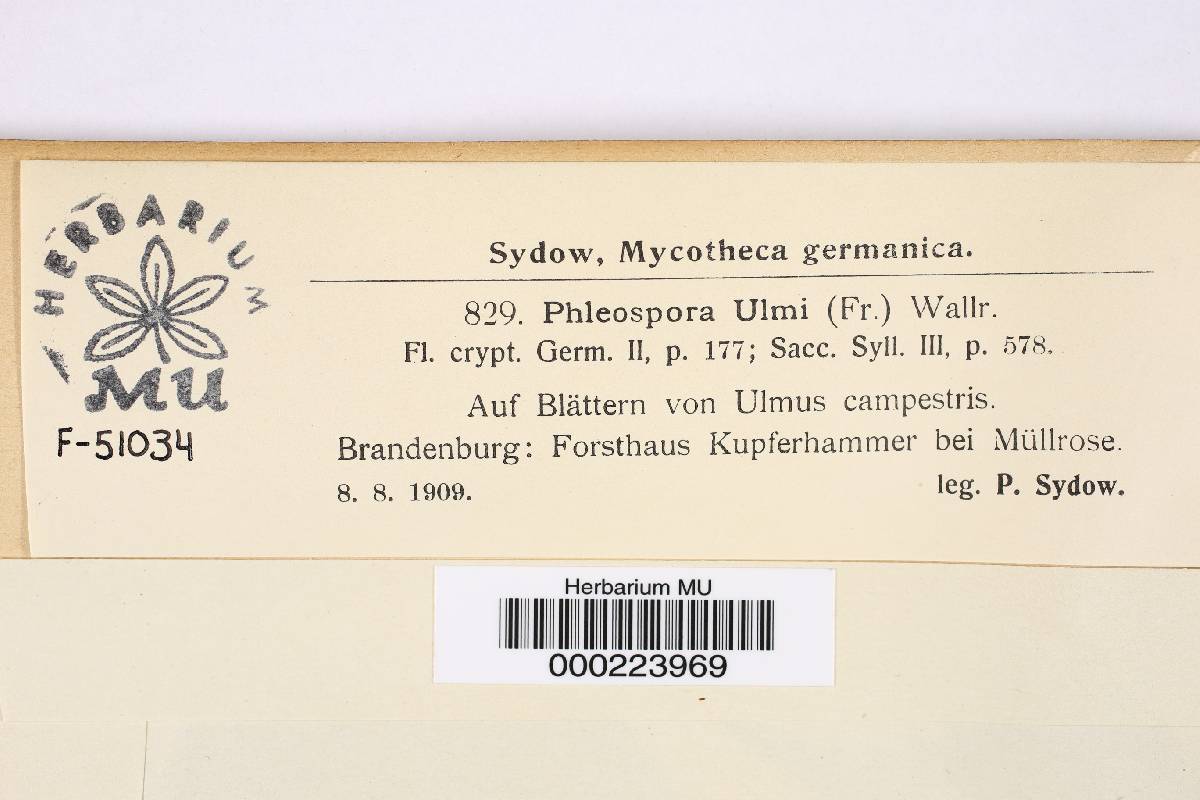 HERBARIUM
MU
F-51034
Sydow, Mycotheca germanica.
829. Phleospora Ulmi (Fr.) Wallr.
Fl. crypt. Germ. II, p. 177; Sacc. Syll. III, p. 578.
Auf Blättern von Ulmus campestris.
Brandenburg: Forsthaus Kupferhammer bei Müllrose.
8. 8. 1909.
leg. P. Sydow.
Herbarium MU
000223969